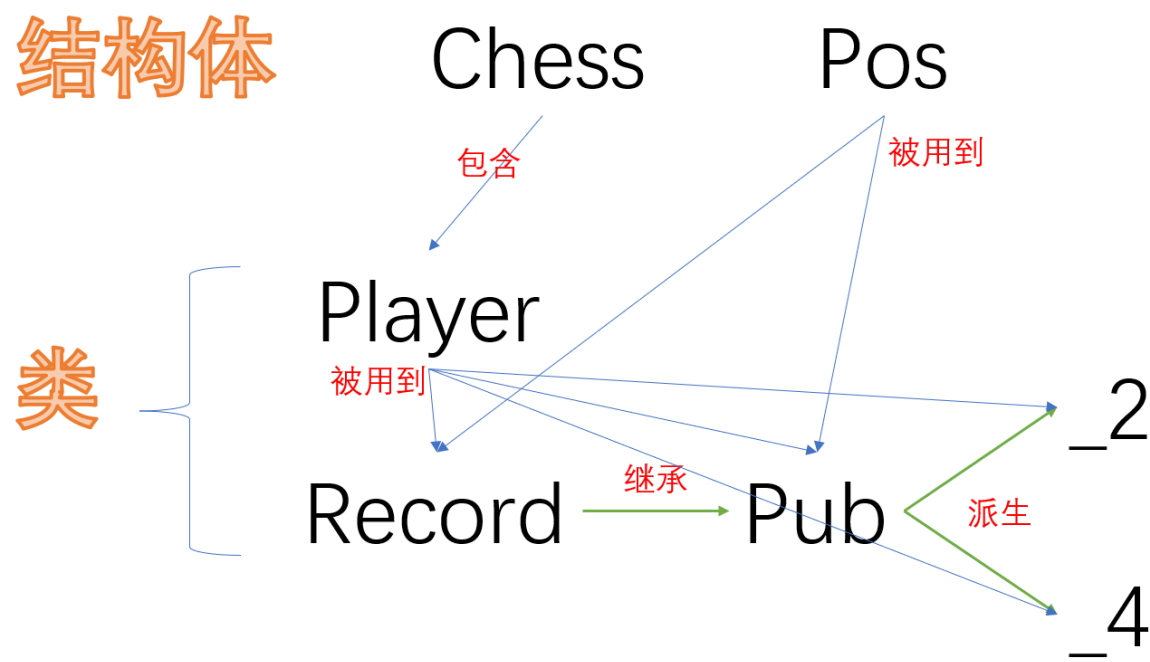 结构体
Chess
Pos
包含
被用到
Player
类
被用到
_2
继承
Record
Pub
派生
_4